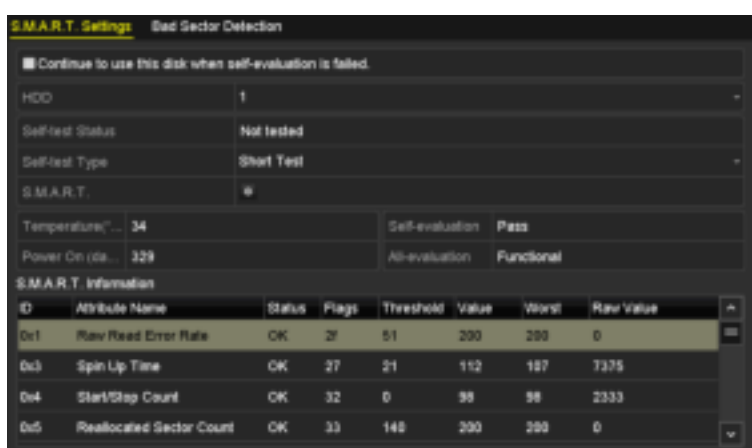 S.M.A.R.T. Settings Bad Sector Detection
Continue to use this disk when self-evaluation is failed.
HDD 1
Self-test Status Not tested
Self-test Type Short Test
S.M.A.R.T.
Temperature(°... 34 Self-evaluation Pass
Power On (da... 329 All-evaluation Functional
S.M.A.R.T. Information
ID Attribute Name Status Flags Threshold Value Worst Raw Value
0x1 Raw Read Error Rate OK 2f 51 200 200 0
0x3 Spin Up Time OK 27 21 112 107 7375
0x4 Start/Stop Count OK 32 0 98 98 2333
0x5 Reallocated Sector Count OK 33 140 200 200 0